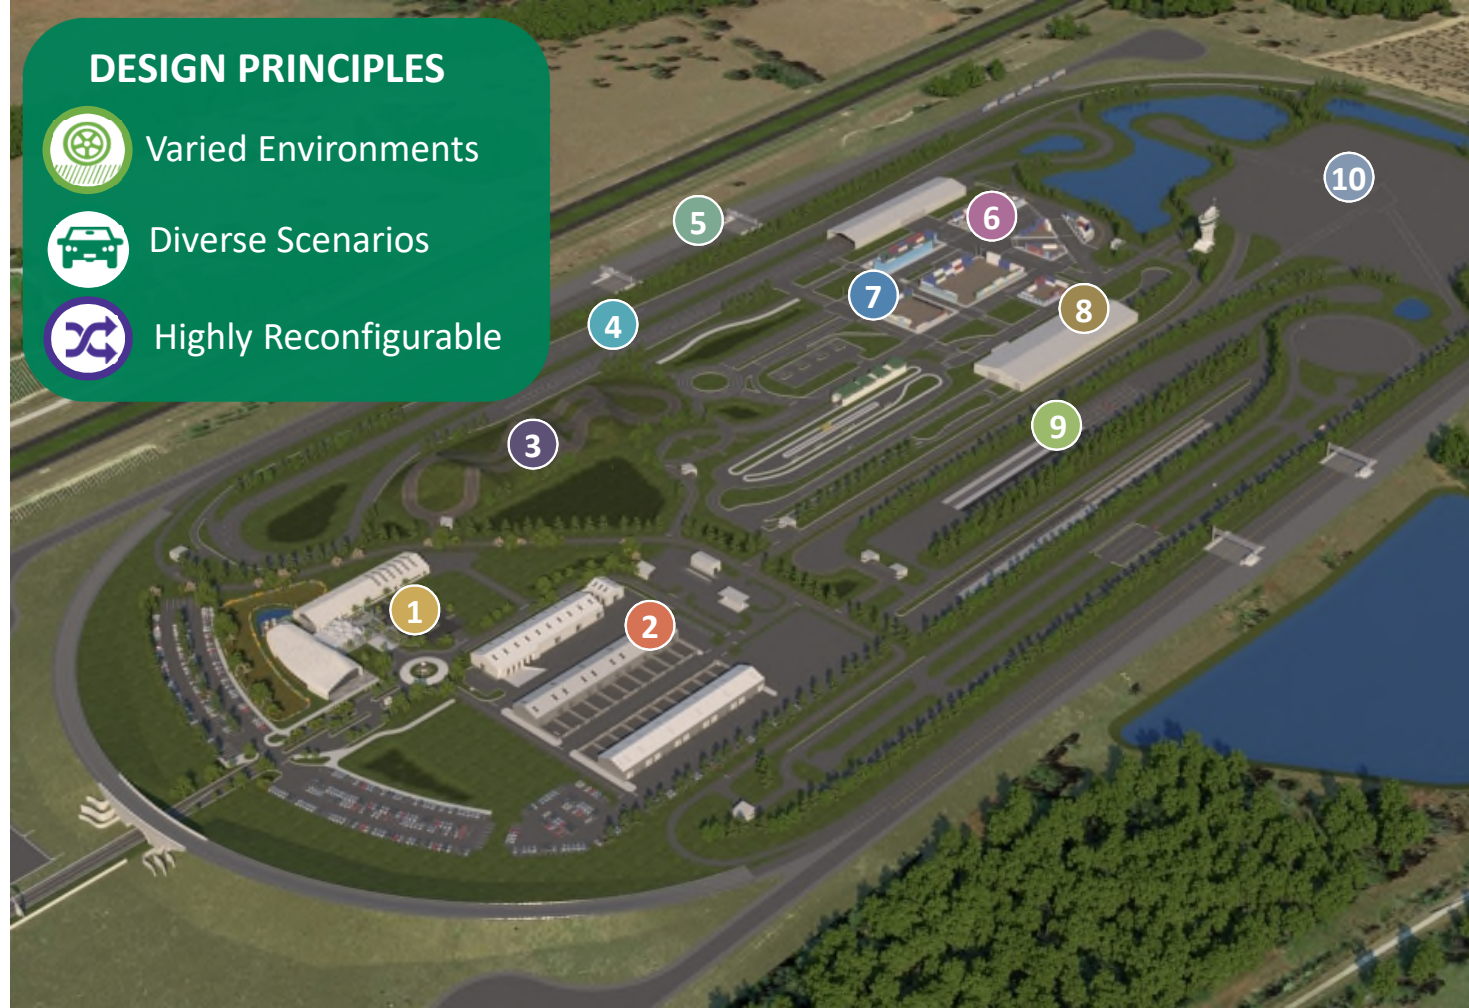 DESIGN PRINCIPLES
Varied Environments
Diverse Scenarios
Highly Reconfigurable
5
6
10
7
8
4
3
9
1
2